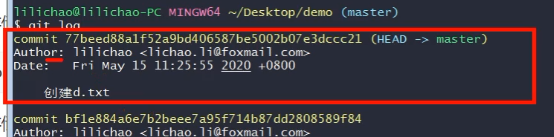 lilichao@lilichao-PC MINGW64 ~/Desktop/demo (master)
$ git log
commit 77beed88a1f52a9bd406587be5002b07e3dccc21 (HEAD -> master)
Author: lilichao <lichao.li@foxmail.com>
Date:   Fri May 15 11:25:55 2020 +0800
创建d.txt
commit bf1e884a6e7b2beee7a95f714b87dd2808589f84
Author: lilichao <lichao.li@foxmail.com>